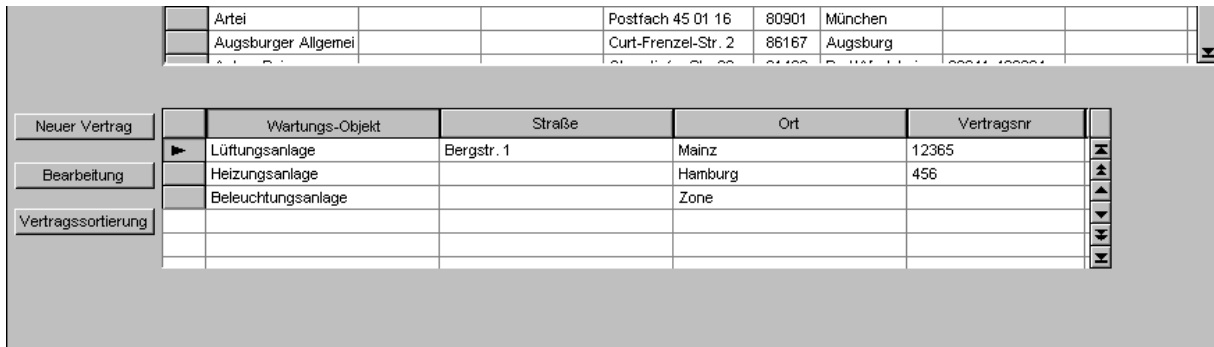 Artei Postfach 45 01 16 80901 München
Augsburger Allgemei Curt-Frenzel-Str. 2 86167 Augsburg
Neuer Vertrag Wartungs-Objekt Straße Ort Vertragsnr
Lüftungsanlage Bergstr. 1 Mainz 12365
Bearbeitung Heizungsanlage Hamburg 456
Beleuchtungsanlage Zone
Vertragssortierung